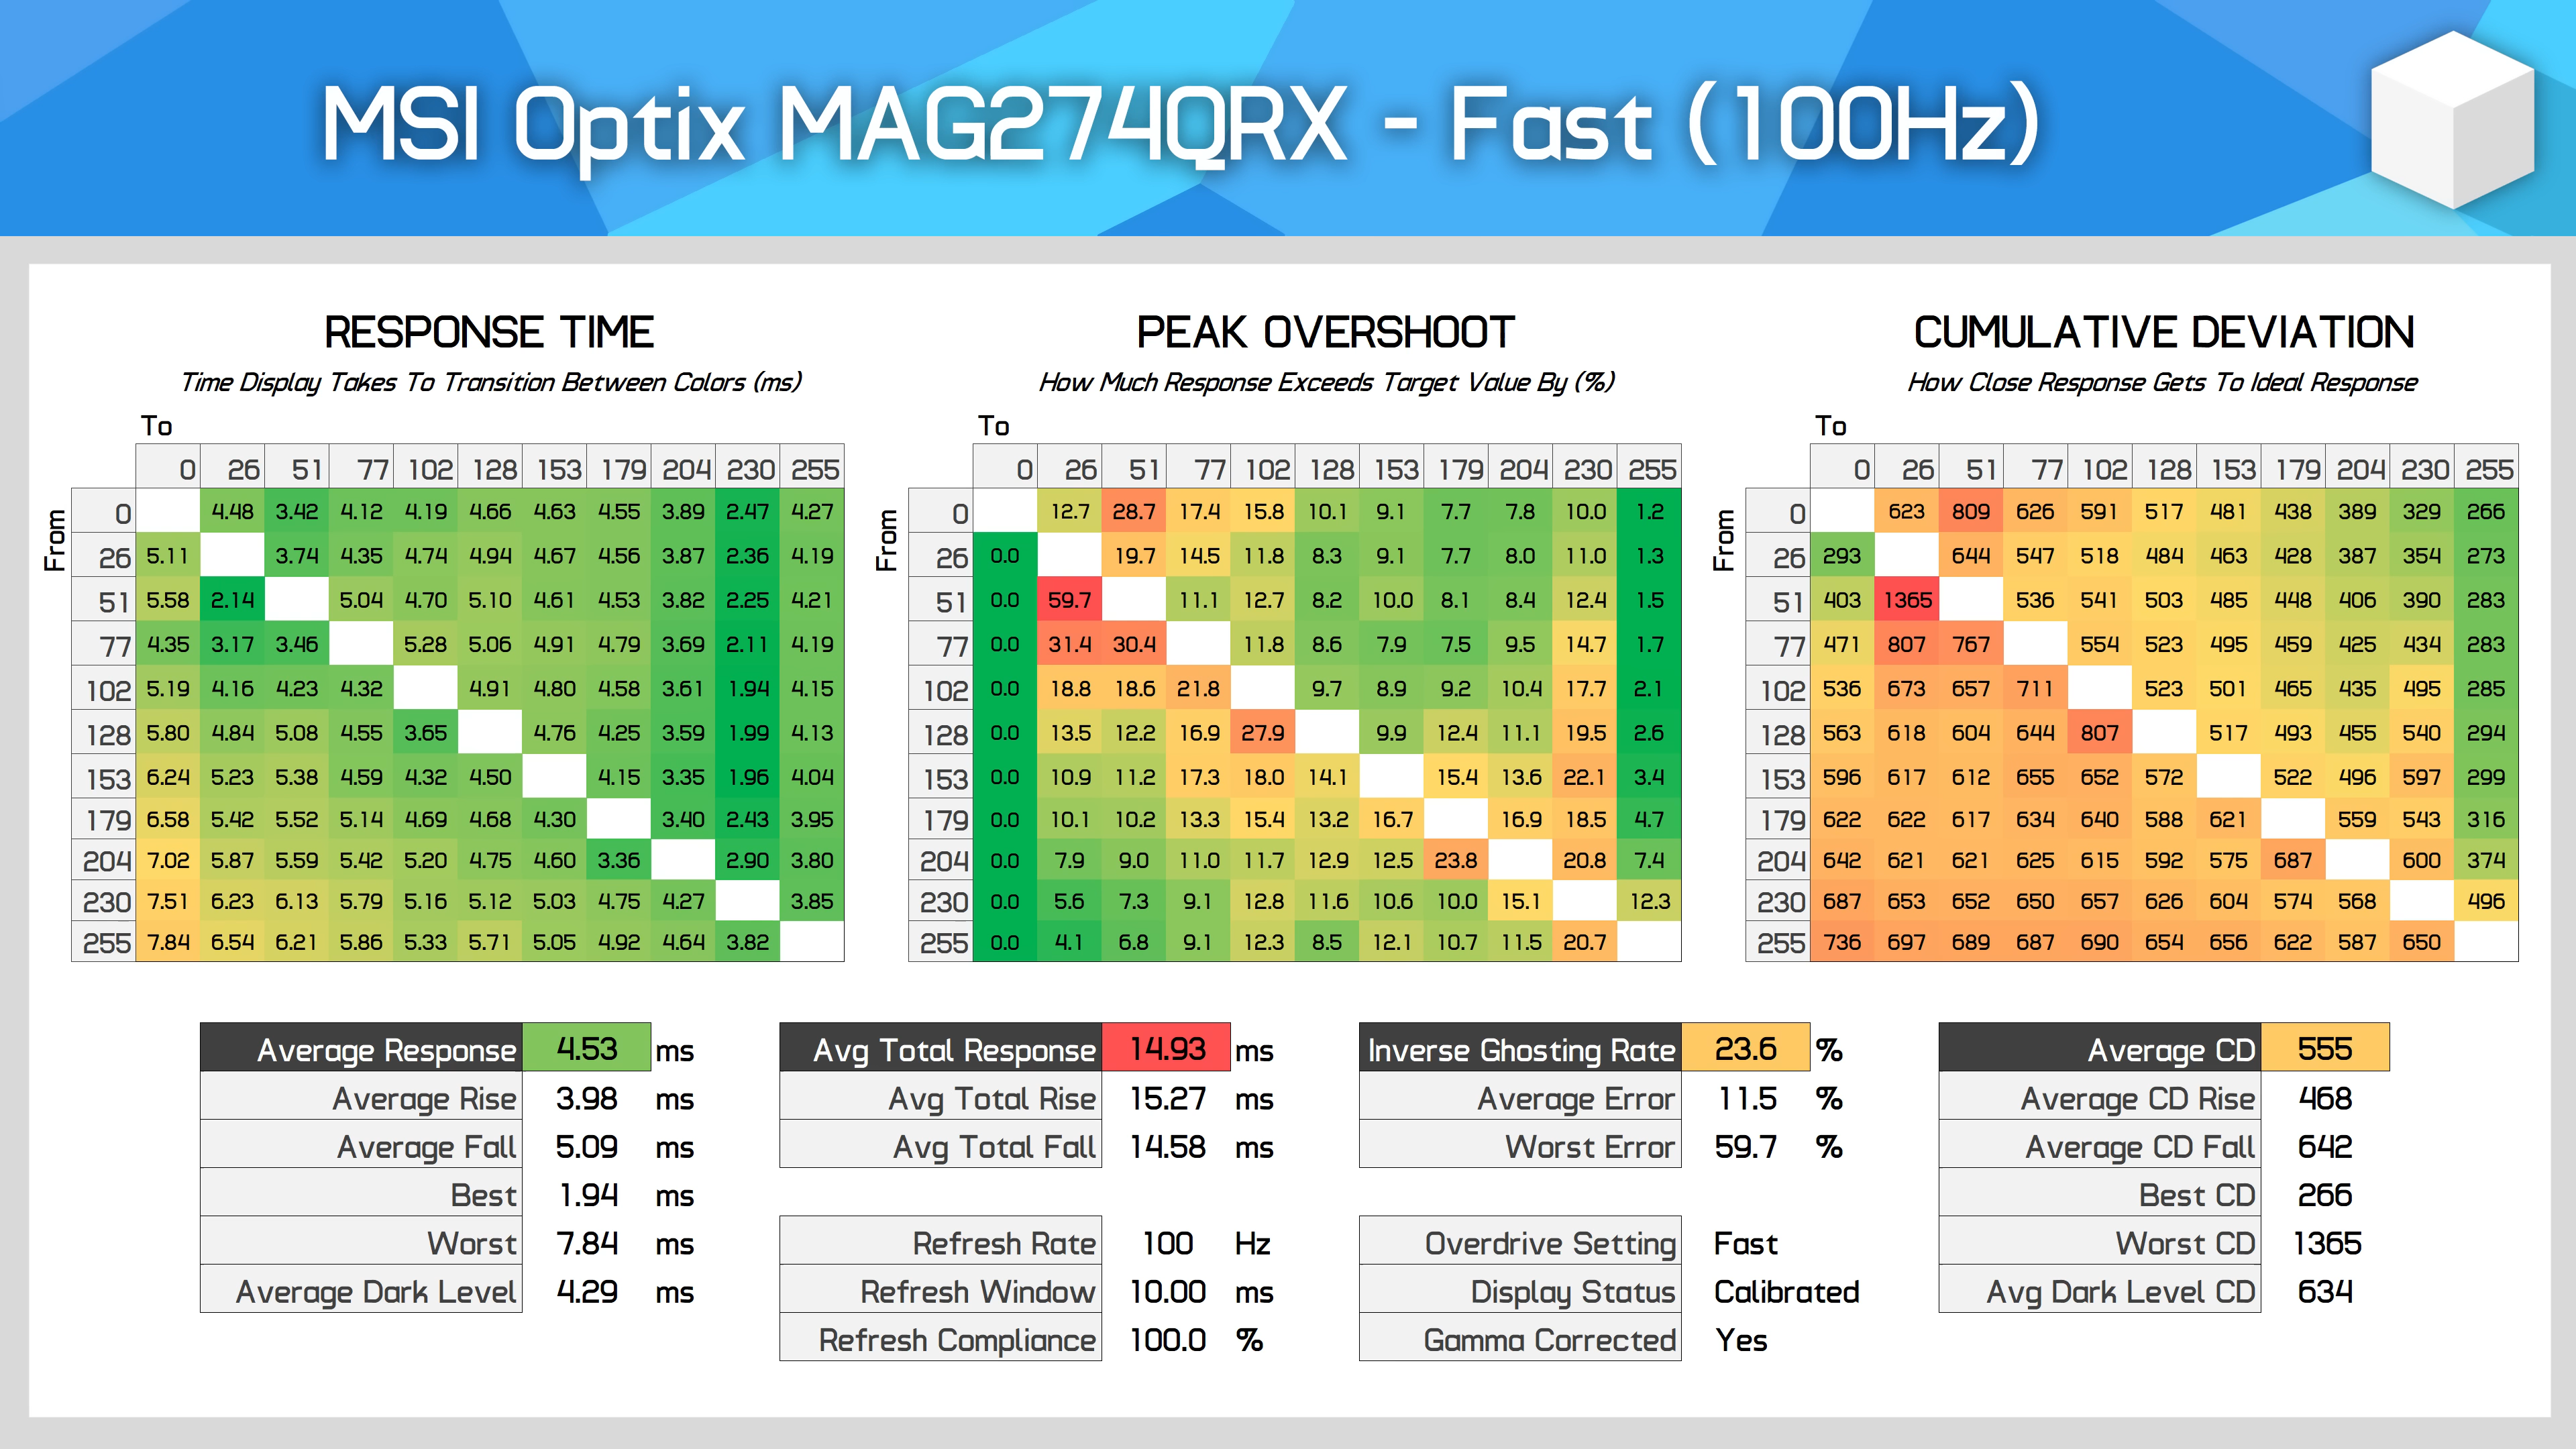 MSI Optix MAG274QRX - Fast (100Hz)
RESPONSE TIME
Time Display Takes To Transition Between Colors (ms)
To
From
0 26 51 77 102 128 153 179 204 230 255
0 4.48 3.42 4.12 4.19 4.66 4.63 4.55 3.89 2.47 4.27
26 5.11 3.74 4.35 4.74 4.94 4.67 4.56 3.87 2.36 4.19
51 5.58 2.14 5.04 4.70 5.10 4.61 4.53 3.82 2.25 4.21
77 4.35 3.17 3.46 5.28 5.06 4.91 4.79 3.69 2.11 4.19
102 5.19 4.16 4.23 4.32 4.91 4.80 4.58 3.61 1.94 4.15
128 5.80 4.84 5.08 4.55 3.65 4.76 4.25 3.59 1.99 4.13
153 6.24 5.23 5.38 4.59 4.32 4.50 4.15 3.35 1.96 4.04
179 6.58 5.42 5.52 5.14 4.69 4.68 4.30 3.40 2.43 3.95
204 7.02 5.87 5.59 5.42 5.20 4.75 4.60 3.36 2.90 3.80
230 7.51 6.23 6.13 5.79 5.16 5.12 5.03 4.75 4.27 3.85
255 7.84 6.54 6.21 5.86 5.33 5.71 5.05 4.92 4.64 3.82
PEAK OVERSHOOT
How Much Response Exceeds Target Value By (%)
To
From
0 26 51 77 102 128 153 179 204 230 255
0 12.7 28.7 17.4 15.8 10.1 9.1 7.7 7.8 10.0 1.2
26 0.0 19.7 14.5 11.8 8.3 9.1 7.7 8.0 11.0 1.3
51 0.0 59.7 11.1 12.7 8.2 10.0 8.1 8.4 12.4 1.5
77 0.0 31.4 30.4 11.8 8.6 7.9 7.5 9.5 14.7 1.7
102 0.0 18.8 18.6 21.8 9.7 8.9 9.2 10.4 17.7 2.1
128 0.0 13.5 12.2 16.9 27.9 9.9 12.4 11.1 19.5 2.6
153 0.0 10.9 11.2 17.3 18.0 14.1 15.4 13.6 22.1 3.4
179 0.0 10.1 10.2 13.3 15.4 13.2 16.7 16.9 18.5 4.7
204 0.0 7.9 9.0 11.0 11.7 12.9 12.5 23.8 20.8 7.4
230 0.0 5.6 7.3 9.1 12.8 11.6 10.6 10.0 15.1 12.3
255 0.0 4.1 6.8 9.1 12.3 8.5 12.1 10.7 11.5 20.7
CUMULATIVE DEVIATION
How Close Response Gets To Ideal Response
To
From
0 26 51 77 102 128 153 179 204 230 255
0 623 809 626 591 517 481 438 389 329 266
26 293 644 547 518 484 463 428 387 354 273
51 403 1365 536 541 503 485 448 406 390 283
77 471 807 767 554 523 495 459 425 434 283
102 536 673 657 711 523 501 465 435 495 285
128 563 618 604 644 807 517 493 455 540 294
153 596 617 612 655 652 572 522 496 597 299
179 622 622 617 634 640 588 621 559 543 316
204 642 621 621 625 615 592 575 687 600 374
230 687 653 652 650 657 626 604 574 568 496
255 736 697 689 687 690 654 656 622 587 650
Average Response 4.53 ms
Average Rise 3.98 ms
Average Fall 5.09 ms
Best 1.94 ms
Worst 7.84 ms
Average Dark Level 4.29 ms
Avg Total Response 14.93 ms
Avg Total Rise 15.27 ms
Avg Total Fall 14.58 ms
Refresh Rate 100 Hz
Refresh Window 10.00 ms
Refresh Compliance 100.0 %
Inverse Ghosting Rate 23.6 %
Average Error 11.5 %
Worst Error 59.7 %
Overdrive Setting Fast
Display Status Calibrated
Gamma Corrected Yes
Average CD 555
Average CD Rise 468
Average CD Fall 642
Best CD 266
Worst CD 1365
Avg Dark Level CD 634